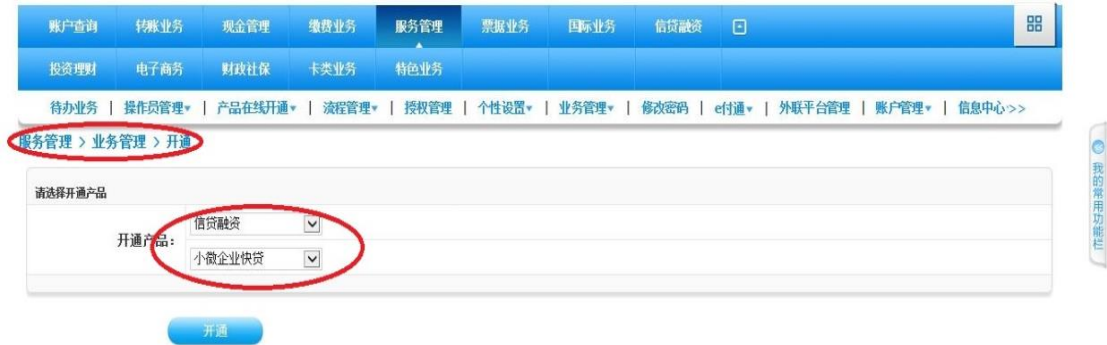 账户查询 转账业务 现金管理 缴费业务 服务管理 票据业务 国际业务 信贷融资
投资理财 电子商务 财政社保 卡类业务 特色业务
待办业务 | 操作员管理 | 产品在线开通 | 流程管理 | 授权管理 | 个性设置 | 业务管理 | 修改密码 | e付通 | 外联平台管理 | 账户管理 | 信息中心>>
服务管理 > 业务管理 > 开通
请选择开通产品
信贷融资
开通产品：
小微企业快贷
开通
我的常用功能栏